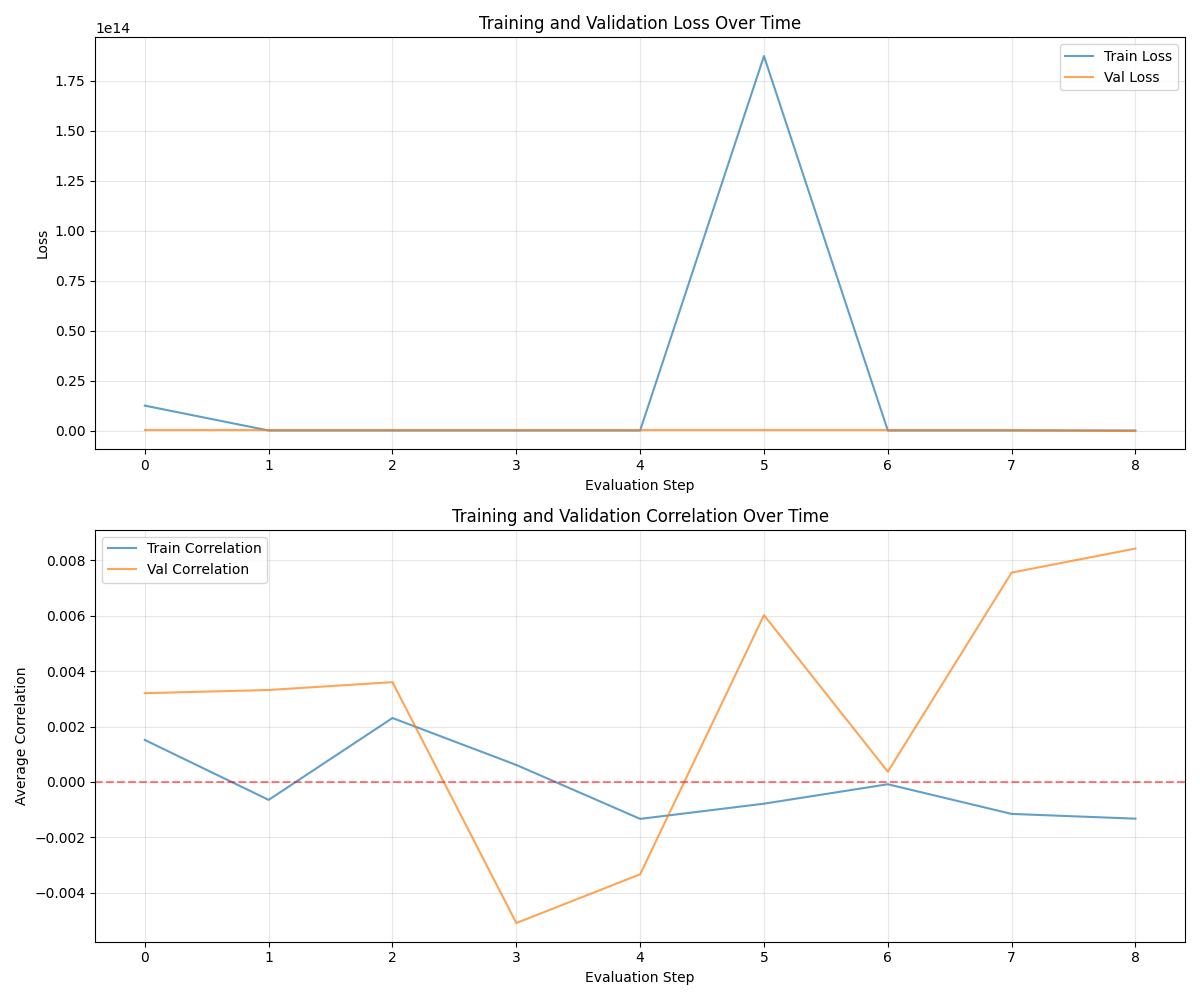 Training and Validation Loss Over Time
1e14
Train Loss
Val Loss
1.75
1.50
1.25
1.00
0.75
0.50
0.25
0.00
Loss
0 1 2 3 4 5 6 7 8
Evaluation Step
Training and Validation Correlation Over Time
Train Correlation
Val Correlation
0.008
0.006
0.004
0.002
0.000
−0.002
−0.004
Average Correlation
0 1 2 3 4 5 6 7 8
Evaluation Step